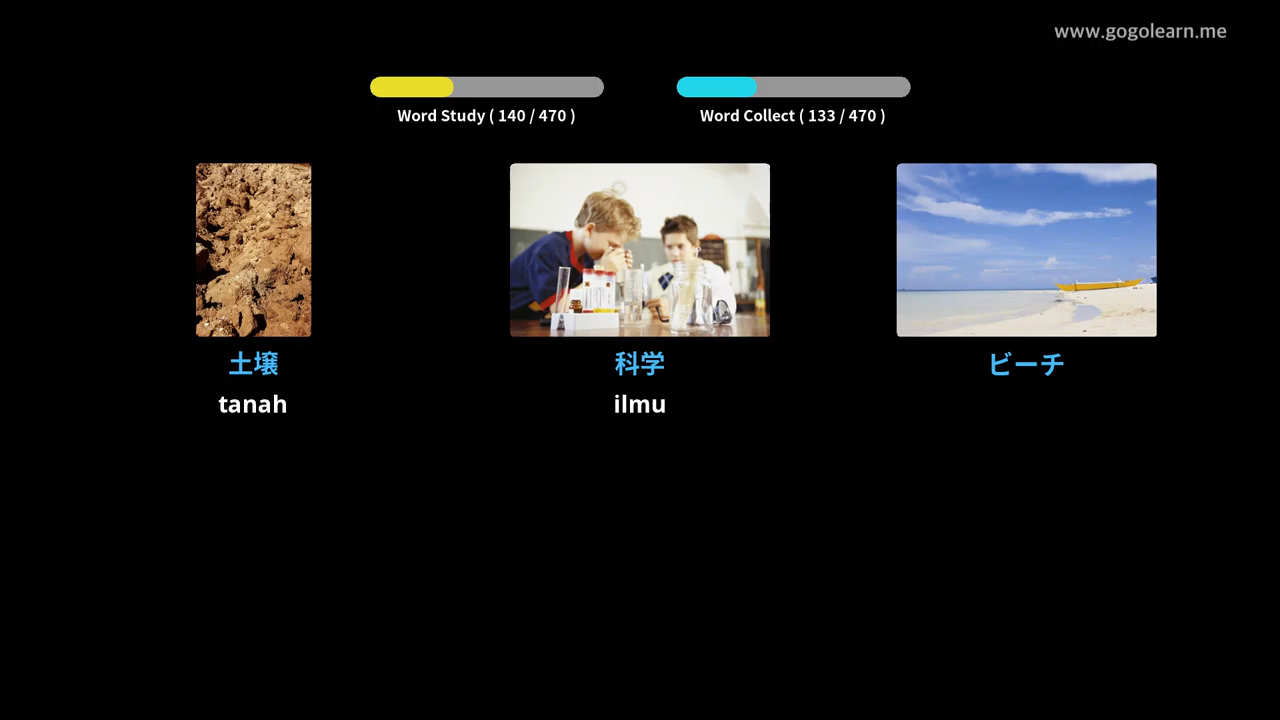 www.gogolearn.me
Word Study ( 140 / 470 )
Word Collect ( 133 / 470 )
土壌
科学
ビーチ
tanah
ilmu